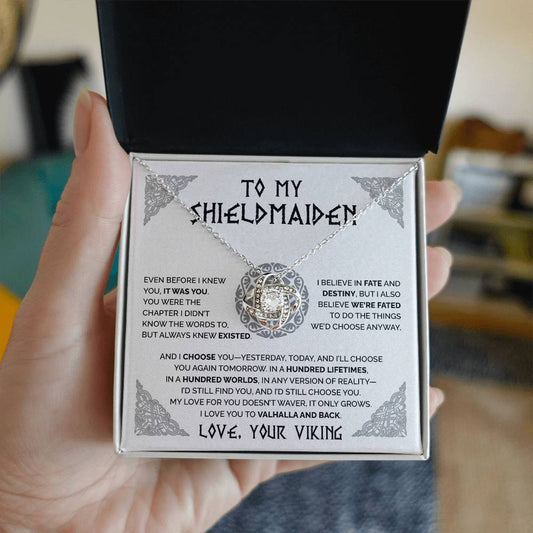 TO MY
SHIELDMAIDEN
EVEN BEFORE I KNEW
YOU, IT WAS YOU.
YOU WERE THE
CHAPTER I DIDN'T
KNOW THE WORDS TO,
BUT ALWAYS KNEW EXISTED.
I BELIEVE IN FATE AND
DESTINY, BUT I ALSO
BELIEVE WE'RE FATED
TO DO THE THINGS
WE'D CHOOSE ANYWAY.
AND I CHOOSE YOU—YESTERDAY, TODAY, AND I'LL CHOOSE
YOU AGAIN TOMORROW. IN A HUNDRED LIFETIMES,
IN A HUNDRED WORLDS, IN ANY VERSION OF REALITY—
I'D STILL FIND YOU, AND I'D STILL CHOOSE YOU.
MY LOVE FOR YOU DOESN'T WAVER, IT ONLY GROWS.
I LOVE YOU TO VALHALLA AND BACK.
LOVE, YOUR VIKING